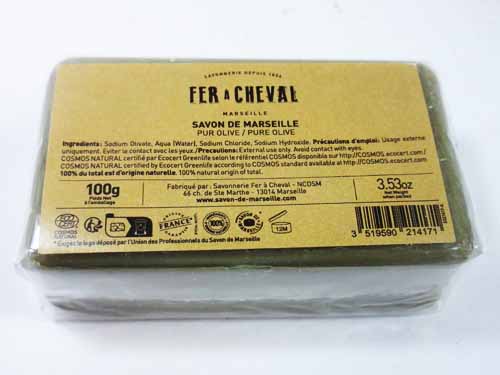 SAVONNERIE DEPUIS 1856
FER À CHEVAL
MARSEILLE
SAVON DE MARSEILLE
PUR OLIVE / PURE OLIVE
Ingredients: Sodium Olivate, Aqua (Water), Sodium Chloride, Sodium Hydroxide. Précautions d'emploi: Usage externe
uniquement. Eviter le contact avec les yeux./Precautions: External use only. Avoid contact with eyes.
COSMOS NATURAL certifié par Ecocert Greenlife selon le référentiel COSMOS disponible sur http://COSMOS.ecocert.com/
COSMOS NATURAL certified by Ecocert Greenlife according to COSMOS standard available at http://COSMOS.ecocert.com/
100% du total est d'origine naturelle. 100% natural origin of total.
100g
Poids Net
à l'emballage
Fabriqué par: Savonnerie Fer à Cheval - NCDSM
66 ch. de Ste Marthe - 13014 Marseille
www.savon-de-marseille.com
3.53oz
Net Weight
when packed
COSMOS
NATURAL
FRANCE
100%
12M
3 519590 214171
*Exigez le logo déposé par l'Union des Professionnels du Savon de Marseille